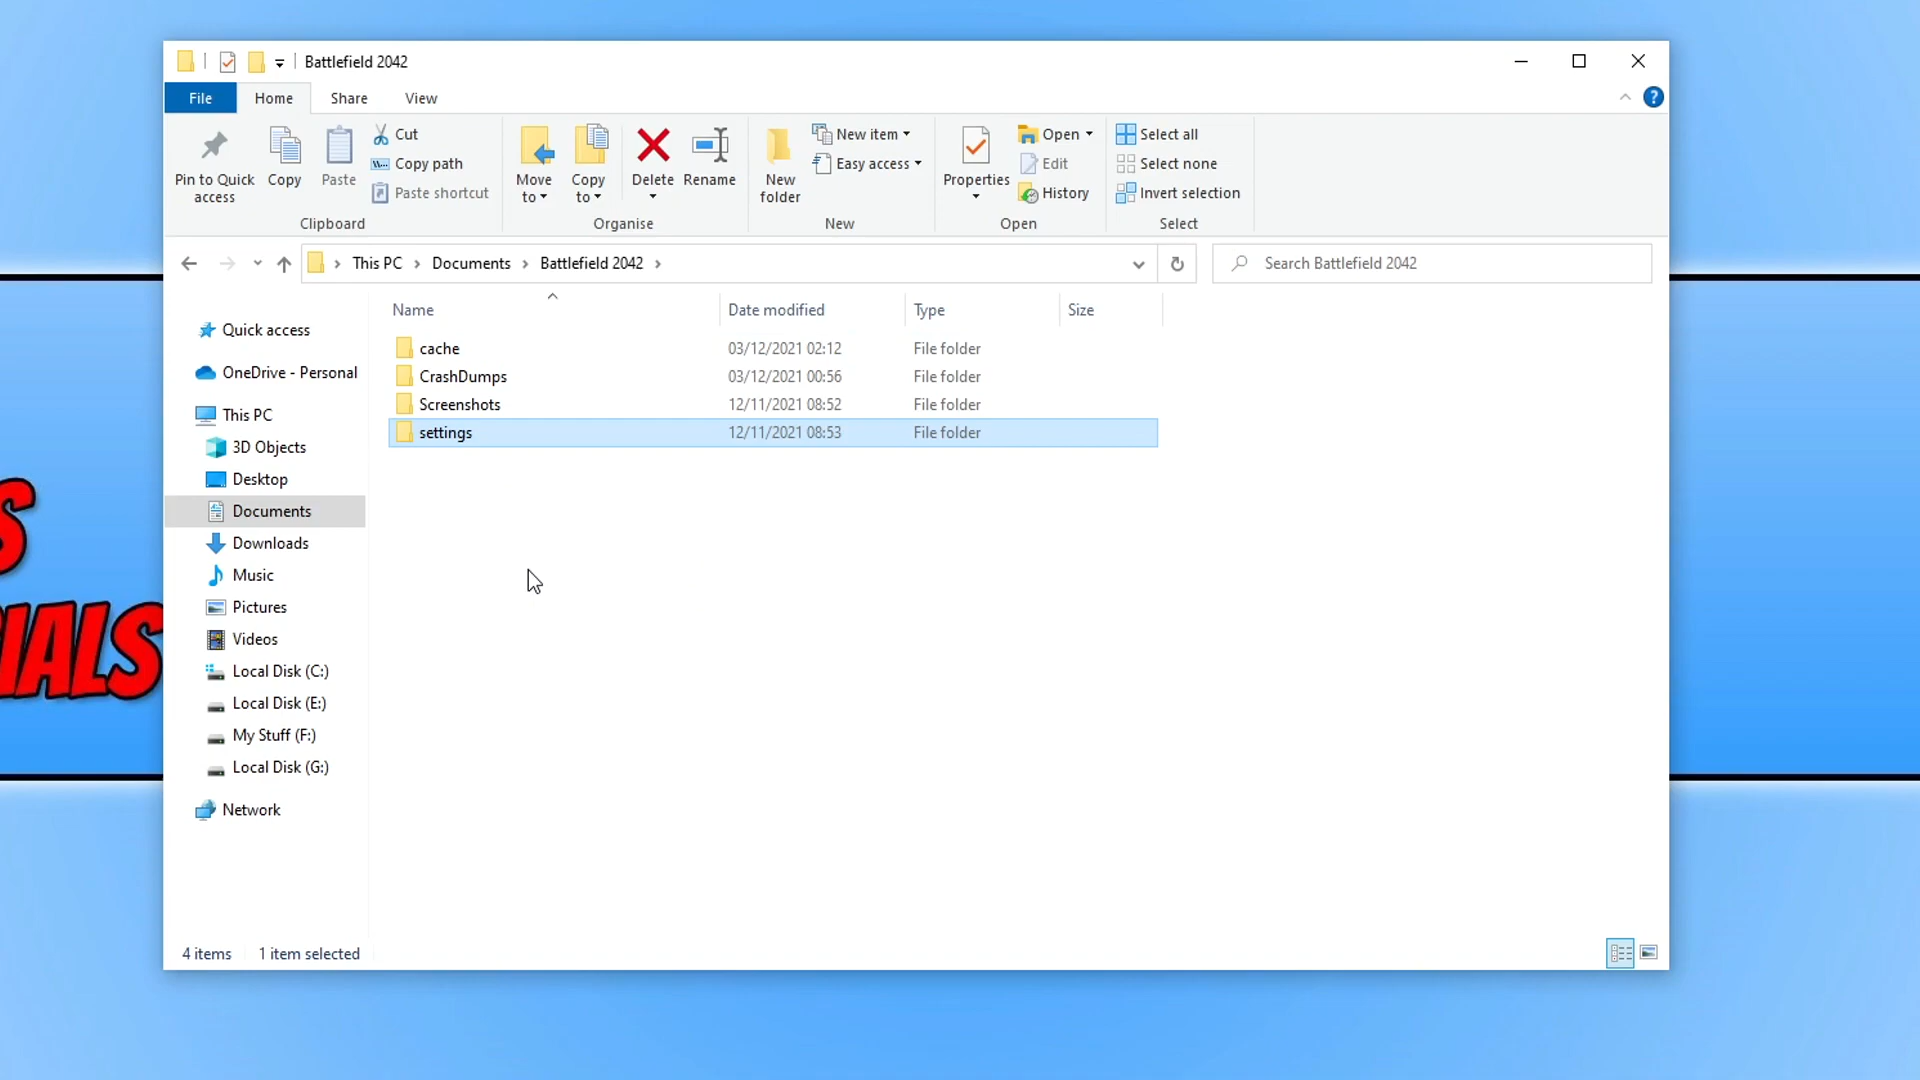 Battlefield 2042
File Home Share View
Pin to Quick access
Copy
Paste
Cut
Copy path
Paste shortcut
Clipboard
Move to
Copy to
Delete
Rename
Organise
New folder
New item
Easy access
New
Properties
Open
Edit
History
Open
Select all
Select none
Invert selection
Select
This PC Documents Battlefield 2042
Search Battlefield 2042
Name Date modified Type Size
cache 03/12/2021 02:12 File folder
CrashDumps 03/12/2021 00:56 File folder
Screenshots 12/11/2021 08:52 File folder
settings 12/11/2021 08:53 File folder
Quick access
OneDrive - Personal
This PC
3D Objects
Desktop
Documents
Downloads
Music
Pictures
Videos
Local Disk (C:)
Local Disk (E:)
My Stuff (F:)
Local Disk (G:)
Network
4 items 1 item selected
S
IALS